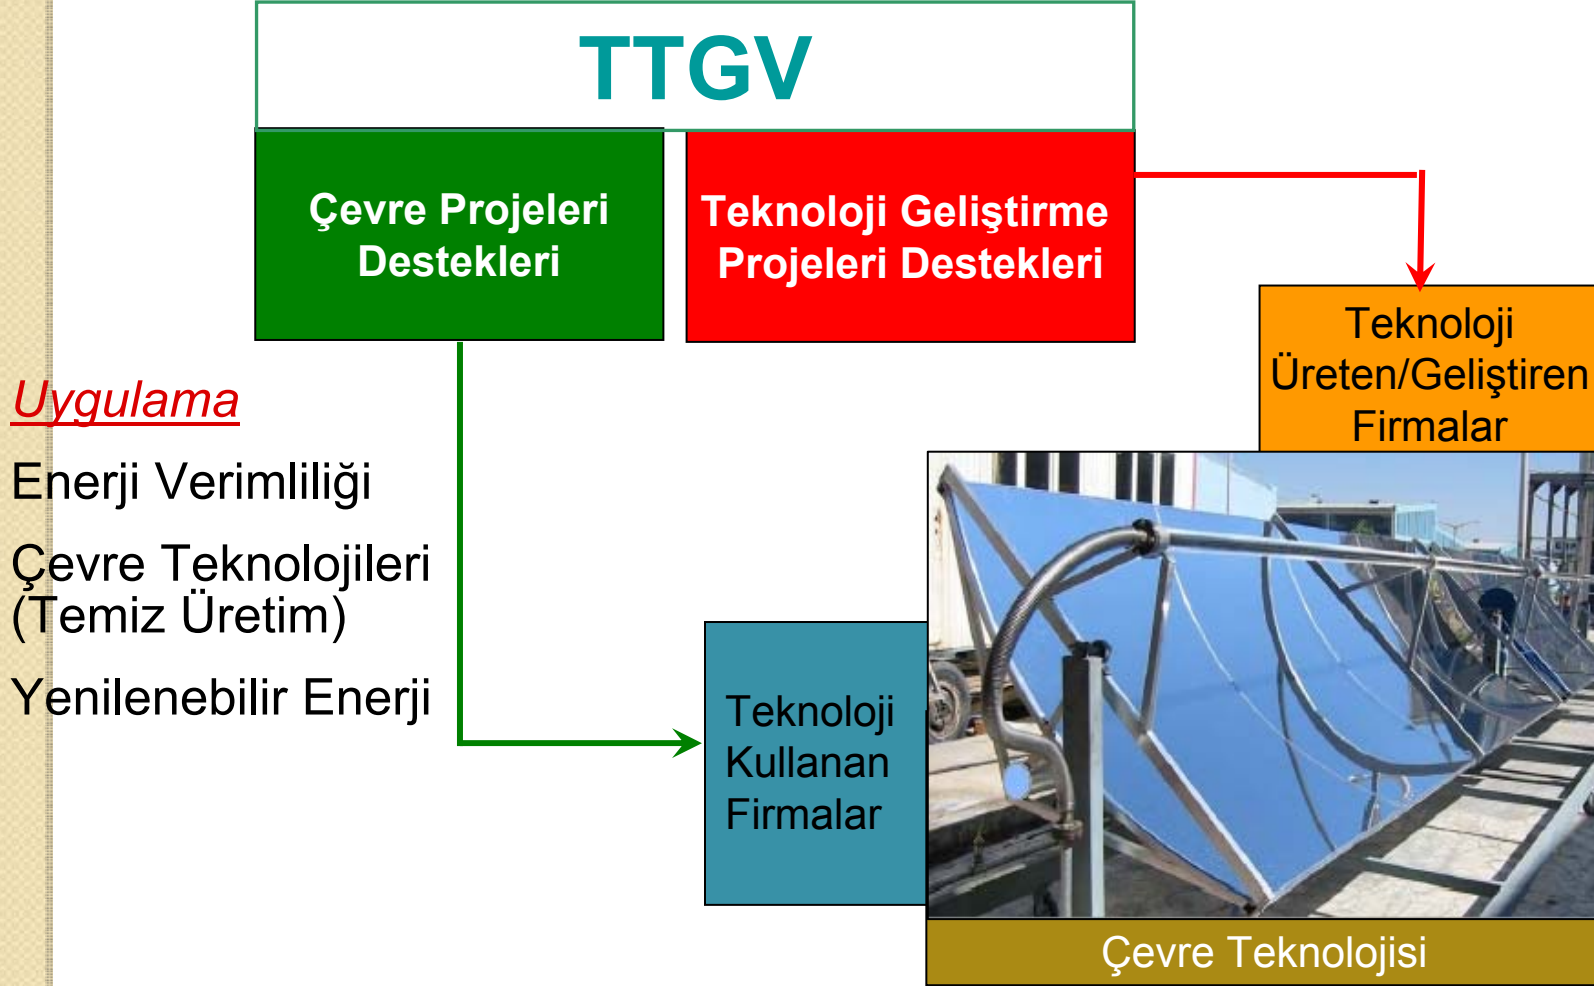 TTGV
Çevre Projeleri
Destekleri
Teknoloji Geliştirme
Projeleri Destekleri
Teknoloji
Üreten/Geliştiren
Firmalar
Uygulama
Enerji Verimliliği
Çevre Teknolojileri
(Temiz Üretim)
Yenilenebilir Enerji
Teknoloji
Kullanan
Firmalar
Çevre Teknolojisi